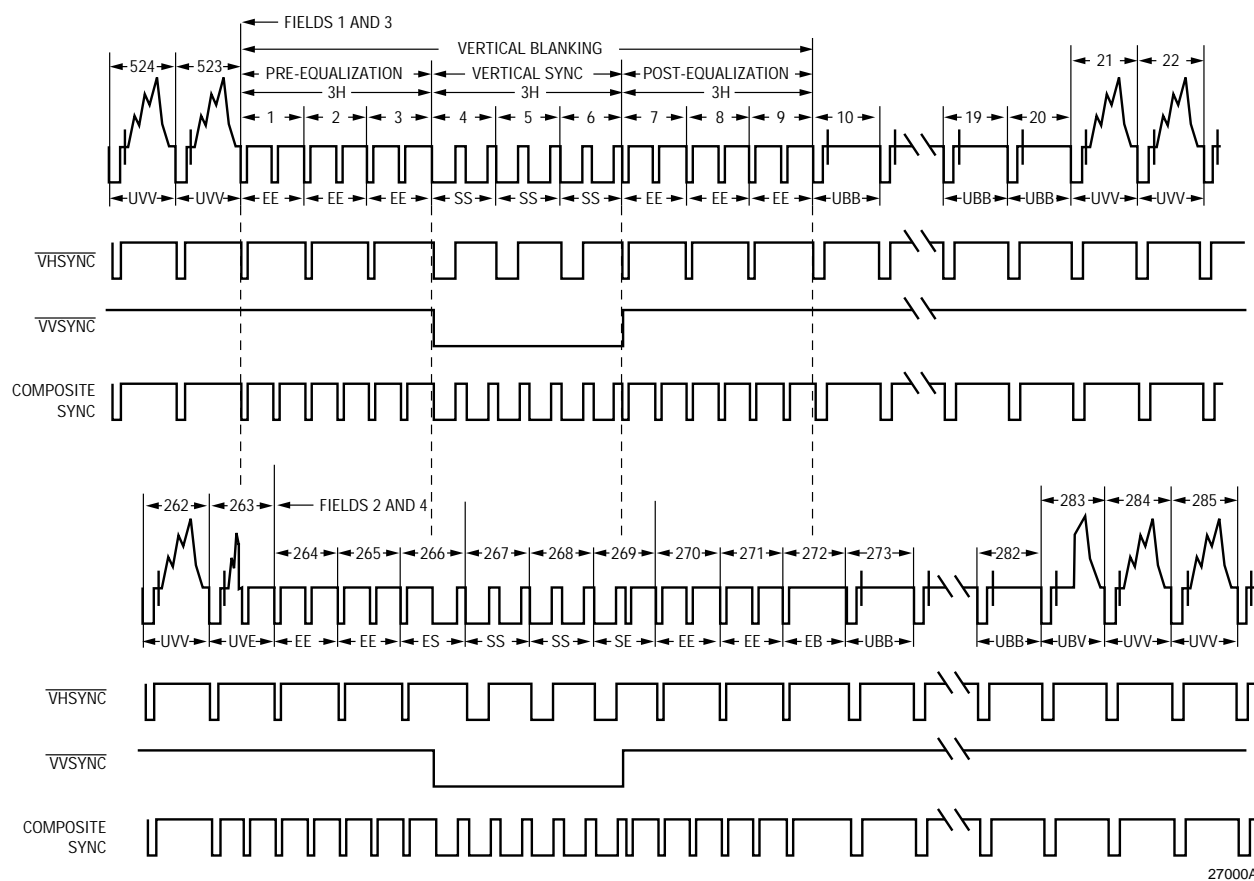 FIELDS 1 AND 3
VERTICAL BLANKING
524 523 PRE-EQUALIZATION VERTICAL SYNC POST-EQUALIZATION 21 22
3H 3H 3H
1 2 3 4 5 6 7 8 9 10 19 20
UVV UVV EE EE EE SS SS SS EE EE EE UBB UBB UBB UVV UVV
VHSYNC
VVSYNC
COMPOSITE
SYNC
262 263 FIELDS 2 AND 4 283 284 285
264 265 266 267 268 269 270 271 272 273 282
UVV UVE EE EE ES SS SS SE EE EE EB UBB UBB UBV UVV UVV
VHSYNC
VVSYNC
COMPOSITE
SYNC
27000A